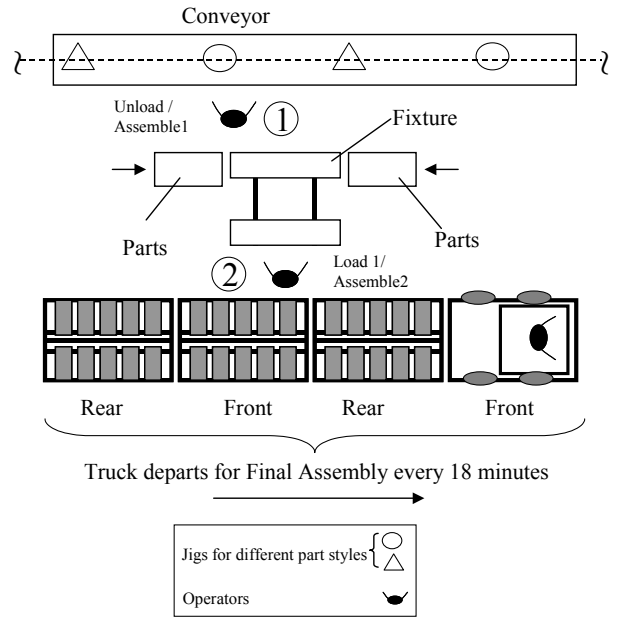 Conveyor
Unload /
Assemble1
1
Fixture
Parts
Parts
2
Load 1/
Assemble2
Rear
Front
Rear
Front
Truck departs for Final Assembly every 18 minutes
Jigs for different part styles
Operators